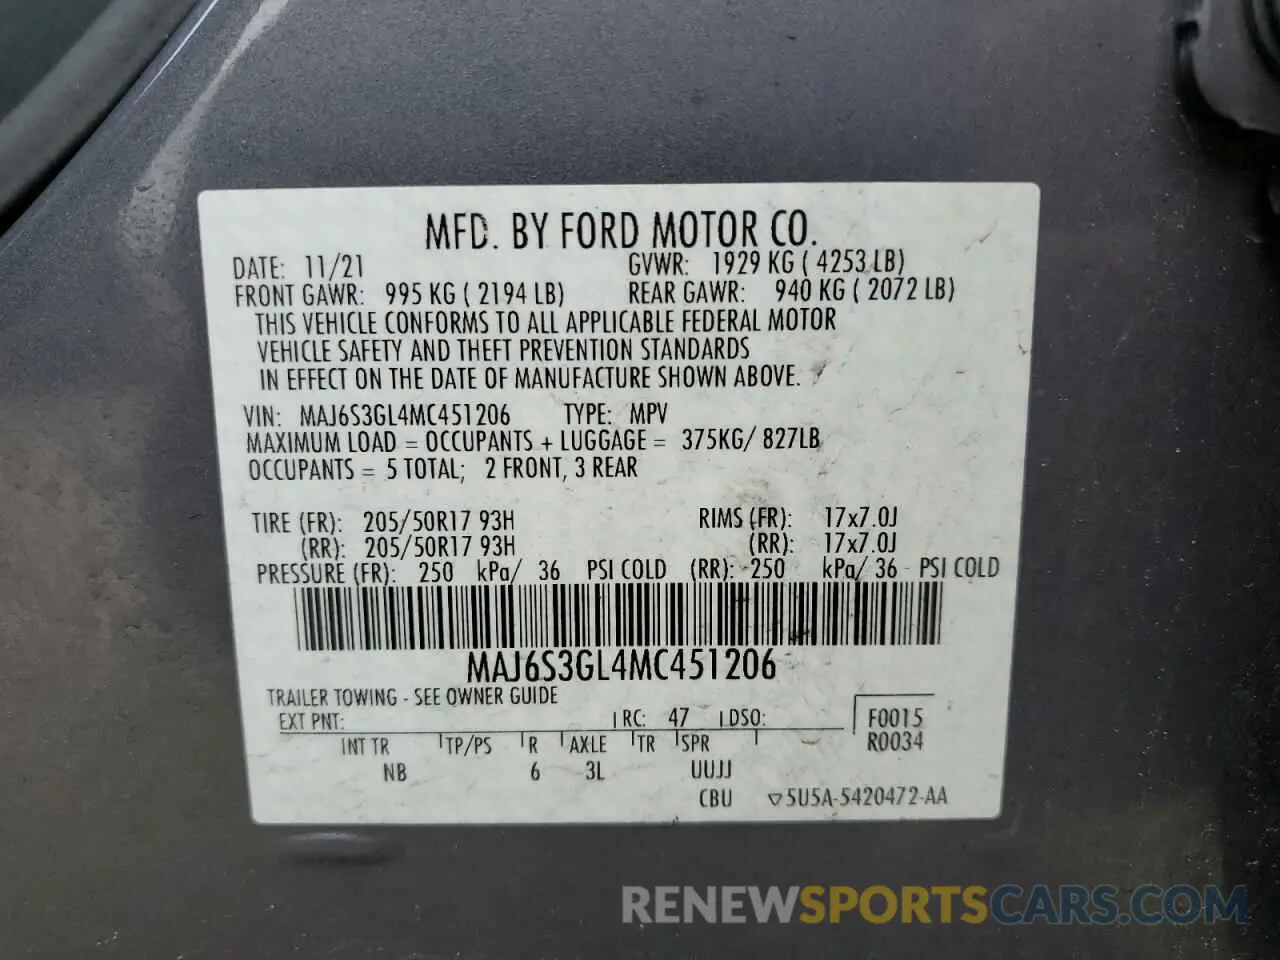 MFD. BY FORD MOTOR CO.
DATE: 11/21 GVWR: 1929 KG ( 4253 LB)
FRONT GAWR: 995 KG ( 2194 LB) REAR GAWR: 940 KG ( 2072 LB)
THIS VEHICLE CONFORMS TO ALL APPLICABLE FEDERAL MOTOR
VEHICLE SAFETY AND THEFT PREVENTION STANDARDS
IN EFFECT ON THE DATE OF MANUFACTURE SHOWN ABOVE.
VIN: MAJ6S3GL4MC451206 TYPE: MPV
MAXIMUM LOAD = OCCUPANTS + LUGGAGE = 375KG/ 827LB
OCCUPANTS = 5 TOTAL; 2 FRONT, 3 REAR
TIRE (FR): 205/50R17 93H RIMS (FR): 17x7.0J
(RR): 205/50R17 93H (RR): 17x7.0J
PRESSURE (FR): 250 kPa/ 36 PSI COLD (RR): 250 kPa/ 36 PSI COLD
MAJ6S3GL4MC451206
TRAILER TOWING - SEE OWNER GUIDE
EXT PNT: RC: 47 DSO: F0015
INT TR TP/PS R AXLE TR SPR R0034
NB 6 3L UUJJ
CBU ▽5U5A-5420472-AA
RENEWSPORTSCARS.COM